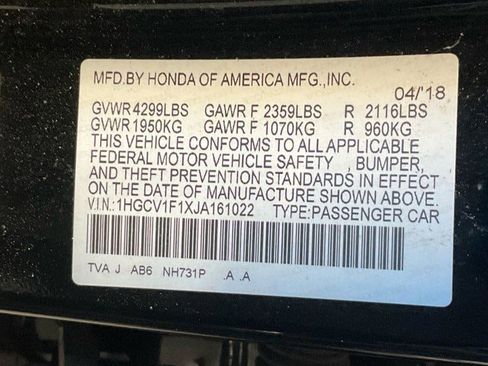 MFD.BY HONDA OF AMERICA MFG.,INC.
04/'18
GVWR 4299LBS GAWR F 2359LBS R 2116LBS
GVWR 1950KG GAWR F 1070KG R 960KG
THIS VEHICLE CONFORMS TO ALL APPLICABLE
FEDERAL MOTOR VEHICLE SAFETY , BUMPER,
AND THEFT PREVENTION STANDARDS IN EFFECT
ON THE DATE OF MANUFACTURE SHOWN ABOVE.
V.I.N.: 1HGCV1F1XJA161022 TYPE:PASSENGER CAR
TVA J AB6 NH731P .A .A